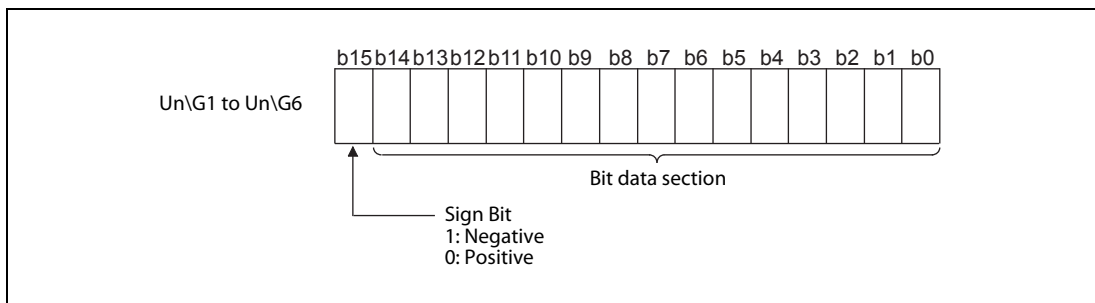 b15 b14 b13 b12 b11 b10 b9 b8 b7 b6 b5 b4 b3 b2 b1 b0
Un\G1 to Un\G6
Bit data section
Sign Bit
1: Negative
0: Positive